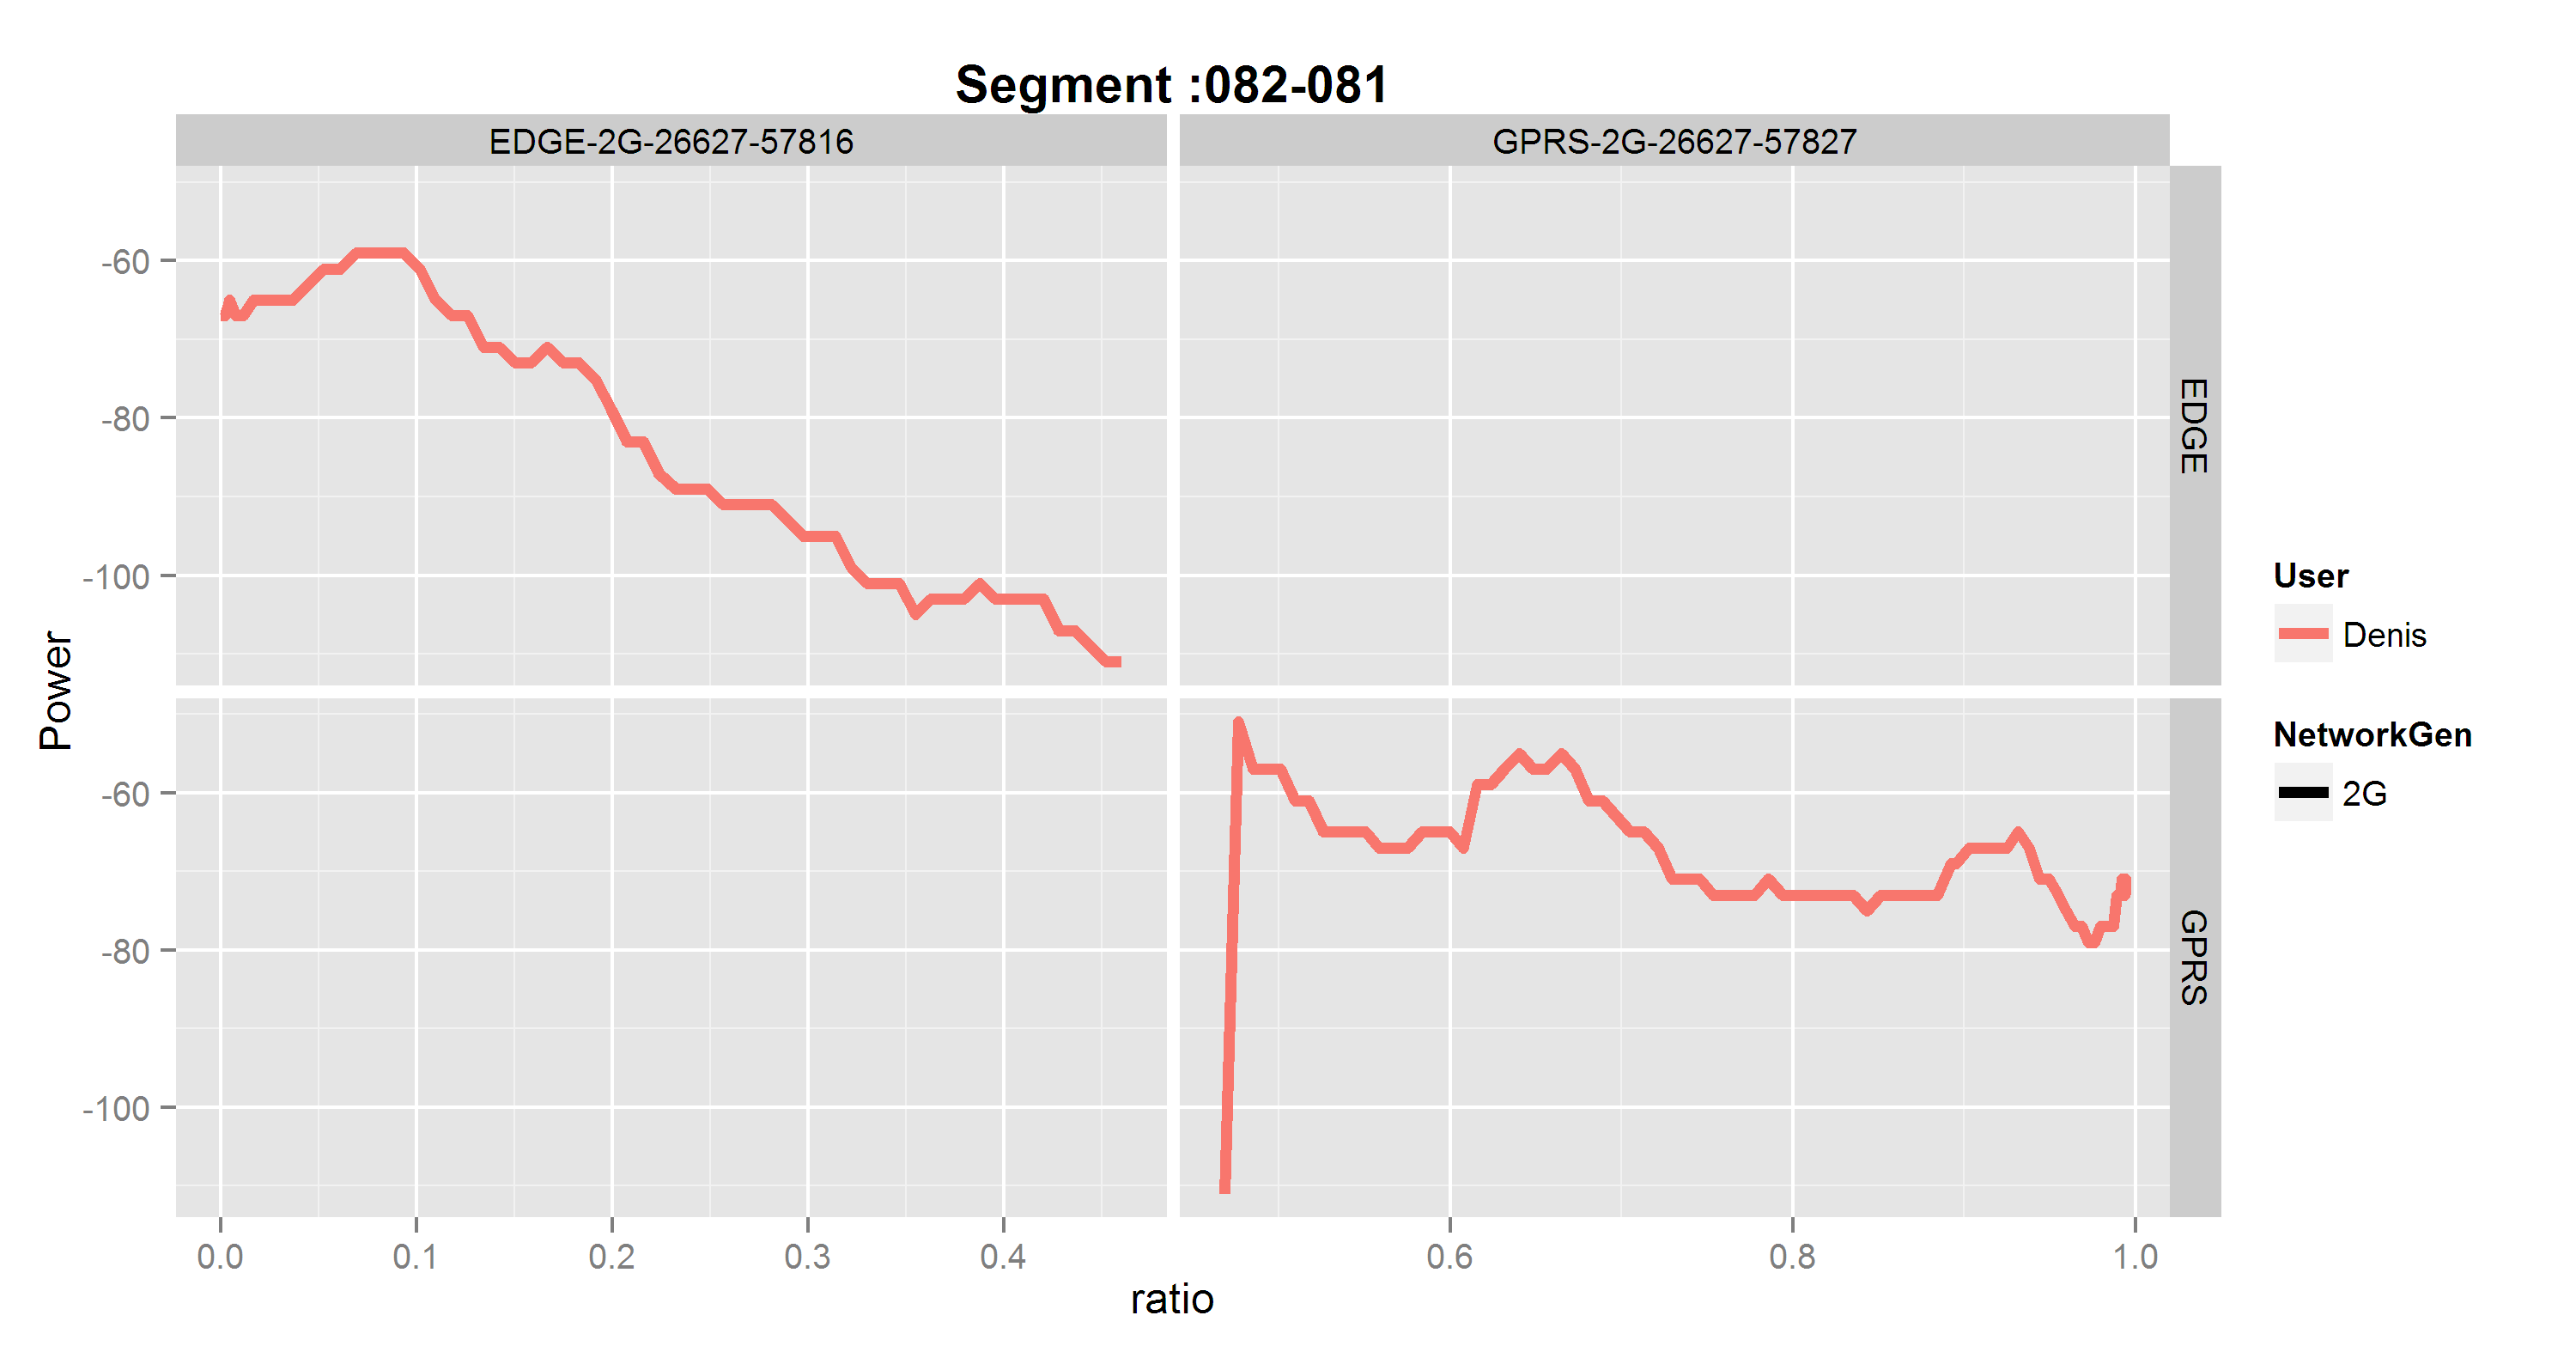 Segment :082-081
EDGE-2G-26627-57816
GPRS-2G-26627-57827
-60
-80
-100
EDGE
-60
-80
-100
GPRS
Power
0.0 0.1 0.2 0.3 0.4
0.6 0.8 1.0
ratio
User
Denis
NetworkGen
2G